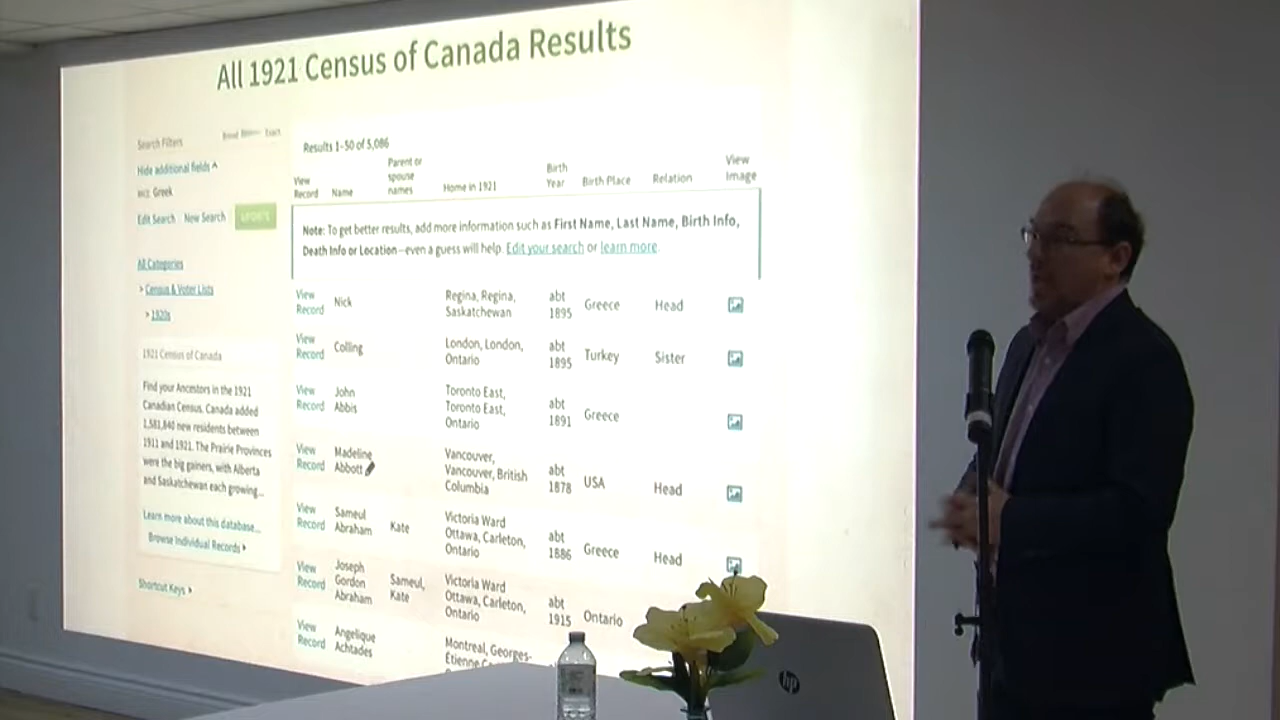 All 1921 Census of Canada Results
Search Filters
Broad
Exact
Hide additional fields ^
RACE: Greek
Edit Search New Search UPDATE
All Categories
> Census & Voter Lists
> 1920s
1921 Census of Canada
Find your Ancestors in the 1921
Canadian Census. Canada added
1,581,840 new residents between
1911 and 1921. The Prairie Provinces
were the big gainers, with Alberta
and Saskatchewan each growing...
Learn more about this database...
Browse Individual Records >
Shortcut Keys >
Results 1-50 of 5,086
View
Record
Name
Parent or
spouse
names
Home in 1921
Birth
Year
Birth Place
Relation
View
Image
Note: To get better results, add more information such as First Name, Last Name, Birth Info,
Death Info or Location—even a guess will help. Edit your search or learn more.
View
Record
Nick
Regina, Regina,
Saskatchewan
abt
1895
Greece
Head
View
Record
Colling
London, London,
Ontario
abt
1895
Turkey
Sister
View
Record
John
Abbis
Toronto East,
Toronto East,
Ontario
abt
1891
Greece
View
Record
Madeline
Abbott
Vancouver,
Vancouver, British
Columbia
abt
1878
USA
Head
View
Record
Sameul
Abraham
Kate
Victoria Ward
Ottawa, Carleton,
Ontario
abt
1886
Greece
Head
View
Record
Joseph
Gordon
Abraham
Sameul,
Kate
Victoria Ward
Ottawa, Carleton,
Ontario
abt
1915
Ontario
View
Record
Angelique
Achtades
Montreal, Georges-
Étienne
hp